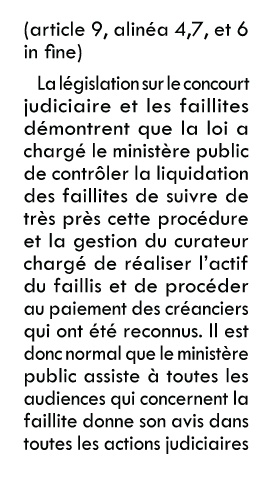 (article 9, alinéa 4,7, et 6
in fine)
La législation sur le concourt
judiciaire et les faillites
démontrent que la loi a
chargé le ministère public
de contrôler la liquidation
des faillites de suivre de
très près cette procédure
et la gestion du curateur
chargé de réaliser l'actif
du faillis et de procéder
au paiement des créanciers
qui ont été reconnus. Il est
donc normal que le ministère
public assiste à toutes les
audiences qui concernent la
faillite donne son avis dans
toutes les actions judiciaires